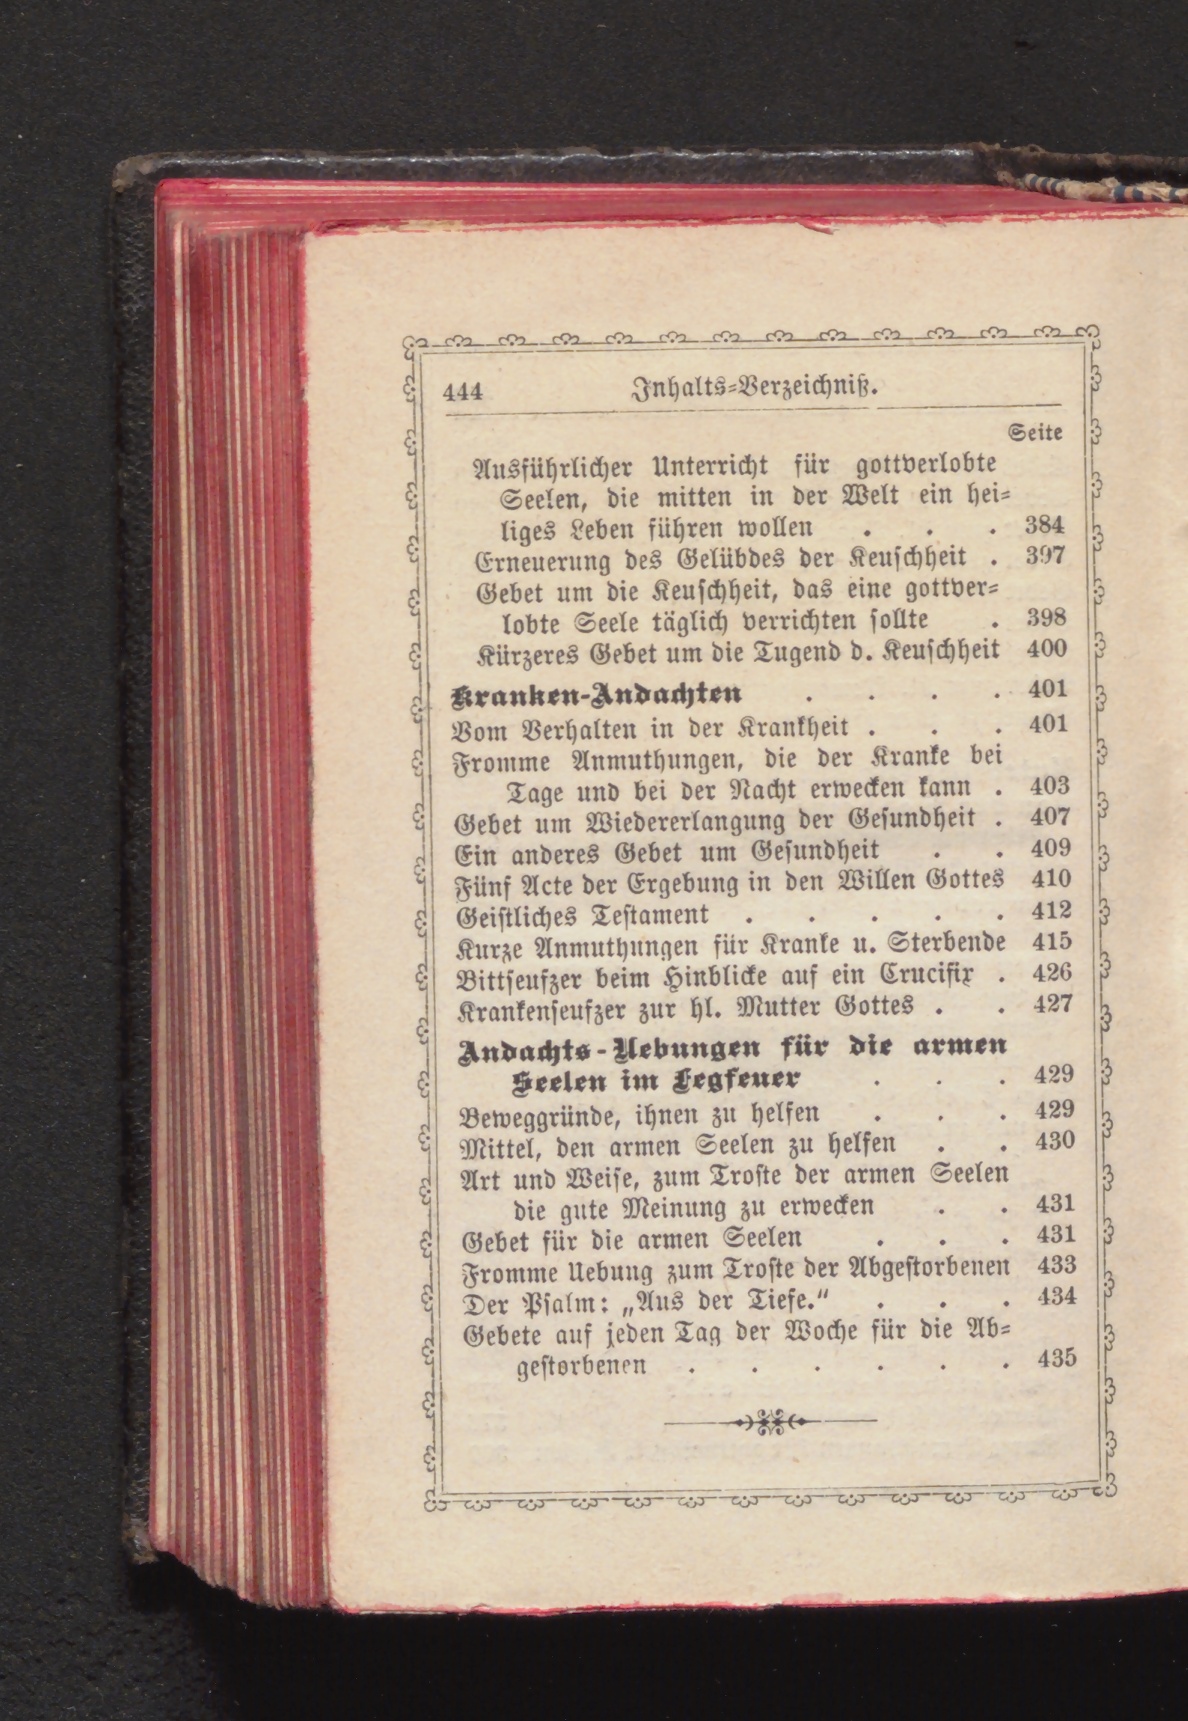 444 Inhalts=Verzeichniß.
Seite
Ausführlicher Unterricht für gottverlobte
Seelen, die mitten in der Welt ein hei=
liges Leben führen wollen . . . 384
Erneuerung des Gelübdes der Keuschheit . 397
Gebet um die Keuschheit, das eine gottver=
lobte Seele täglich verrichten sollte . 398
Kürzeres Gebet um die Tugend d. Keuschheit 400
Kranken-Andachten . . . . 401
Vom Verhalten in der Krankheit . . . 401
Fromme Anmuthungen, die der Kranke bei
Tage und bei der Nacht erwecken kann . 403
Gebet um Wiedererlangung der Gesundheit . 407
Ein anderes Gebet um Gesundheit . . 409
Fünf Acte der Ergebung in den Willen Gottes 410
Geistliches Testament . . . . . 412
Kurze Anmuthungen für Kranke u. Sterbende 415
Bittseufzer beim Hinblicke auf ein Crucifix . 426
Krankenseufzer zur hl. Mutter Gottes . . 427
Andachts-Uebungen für die armen
Seelen im Fegfeuer . . . 429
Beweggründe, ihnen zu helfen . . . 429
Mittel, den armen Seelen zu helfen . . 430
Art und Weise, zum Troste der armen Seelen
die gute Meinung zu erwecken . . 431
Gebet für die armen Seelen . . . 431
Fromme Uebung zum Troste der Abgestorbenen 433
Der Psalm: „Aus der Tiefe." . . . 434
Gebete auf jeden Tag der Woche für die Ab=
gestorbenen . . . . . . 435